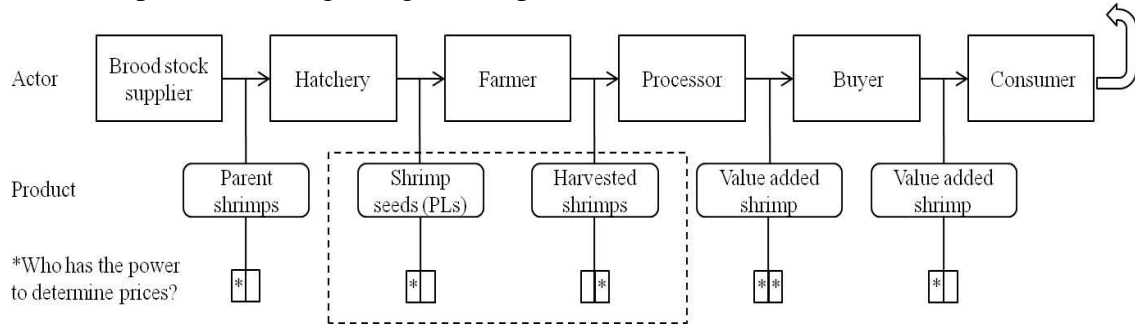 Actor
Brood stock
supplier
Hatchery
Farmer
Processor
Buyer
Consumer
Product
Parent
shrimps
Shrimp
seeds (PLs)
Harvested
shrimps
Value added
shrimp
Value added
shrimp
*Who has the power
to determine prices?
*
*
*
* *
*